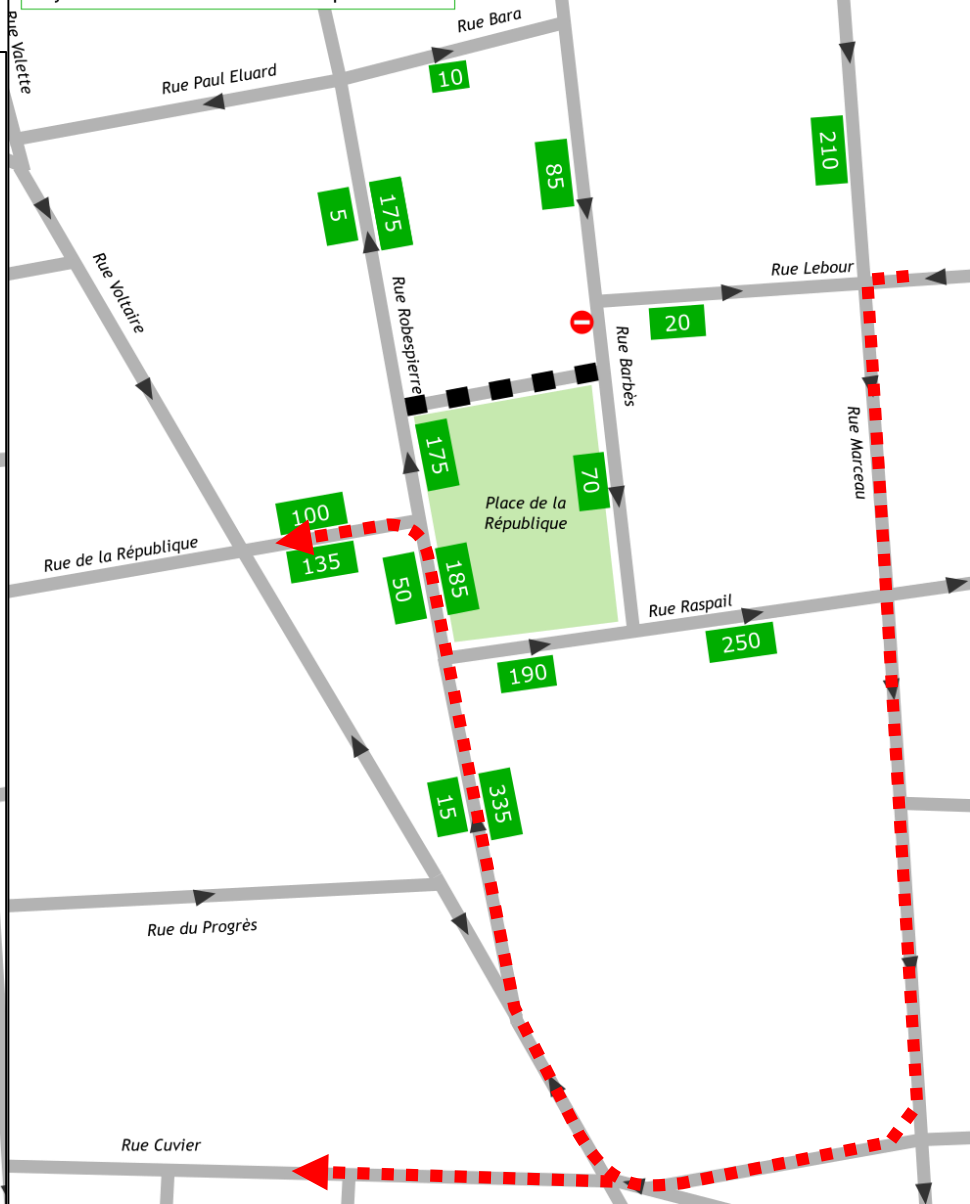 Rue Valette
Rue Bara
Rue Paul Eluard
10
210
85
5
175
Rue Voltaire
Rue Lebour
Rue Robespierre
20
Rue Barbès
Rue Marceau
175
70
Place de la
République
100
Rue de la République
135
50
185
Rue Raspail
250
190
15
335
Rue du Progrès
Rue Cuvier